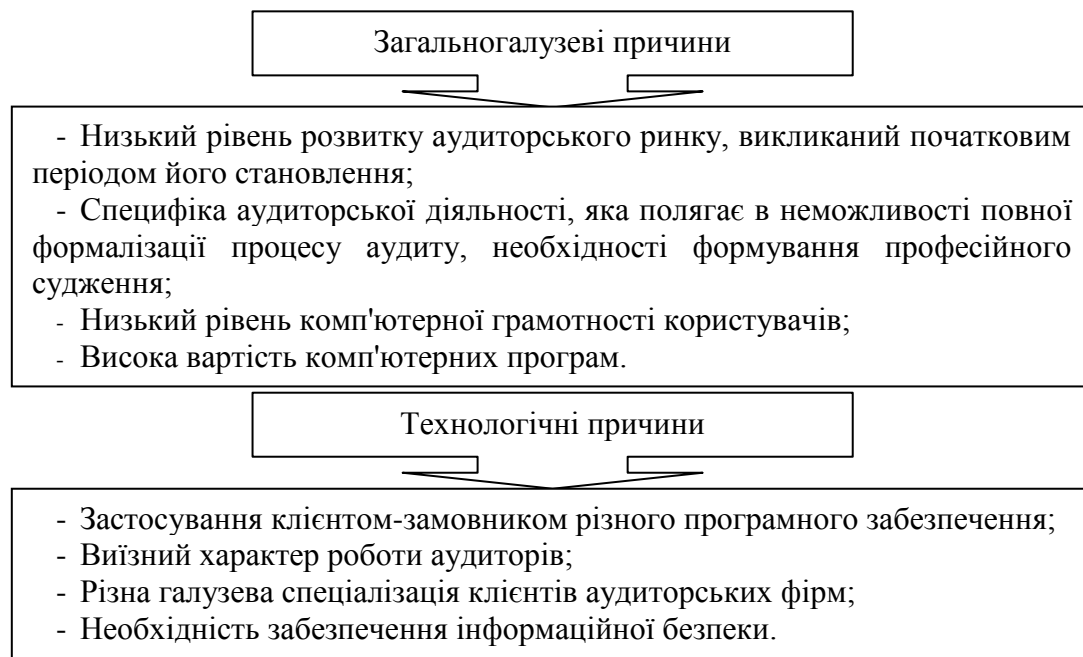 Загальногалузеві причини
- Низький рівень розвитку аудиторського ринку, викликаний початковим
періодом його становлення;
- Специфіка аудиторської діяльності, яка полягає в неможливості повної
формалізації процесу аудиту, необхідності формування професійного
судження;
- Низький рівень комп'ютерної грамотності користувачів;
- Висока вартість комп'ютерних програм.
Технологічні причини
- Застосування клієнтом-замовником різного програмного забезпечення;
- Виїзний характер роботи аудиторів;
- Різна галузева спеціалізація клієнтів аудиторських фірм;
- Необхідність забезпечення інформаційної безпеки.